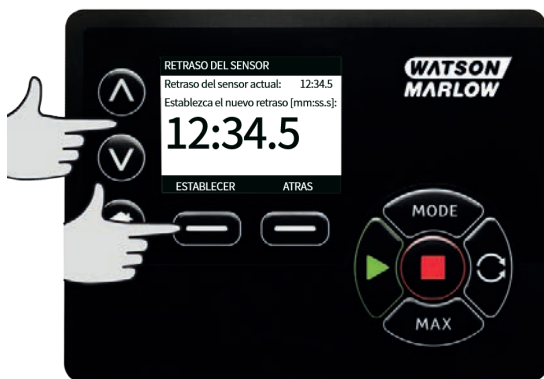 RETRASO DEL SENSOR
Retraso del sensor actual: 12:34.5
Establezca el nuevo retraso [mm:ss.s]:
12:34.5
ESTABLECER ATRAS
WATSON
MARLOW
MODE
MAX